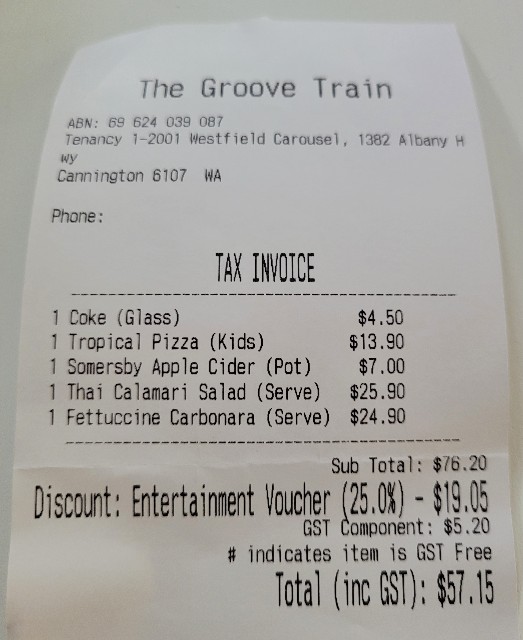 The Groove Train
ABN: 69 624 039 087
Tenancy 1-2001 Westfield Carousel, 1382 Albany H
wy
Cannington 6107 WA
Phone:
TAX INVOICE
1 Coke (Glass) $4.50
1 Tropical Pizza (Kids) $13.90
1 Somersby Apple Cider (Pot) $7.00
1 Thai Calamari Salad (Serve) $25.90
1 Fettuccine Carbonara (Serve) $24.90
Sub Total: $76.20
Discount: Entertainment Voucher (25.0%) - $19.05
GST Component: $5.20
# indicates item is GST Free
Total (inc GST): $57.15